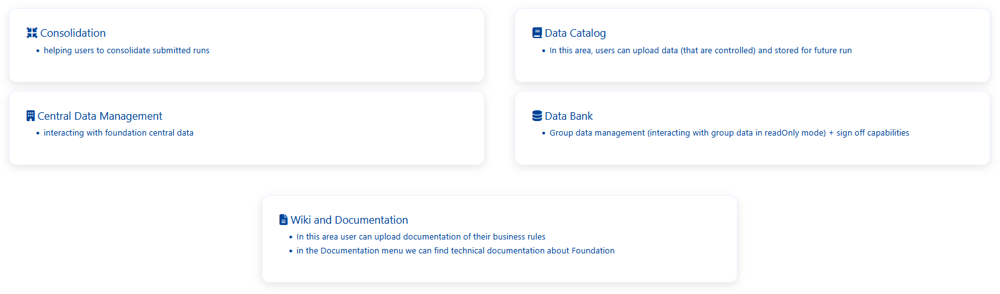 Consolidation
• helping users to consolidate submitted runs
Data Catalog
• In this area, users can upload data (that are controlled) and stored for future run
Central Data Management
• interacting with foundation central data
Data Bank
• Group data management (interacting with group data in readOnly mode) + sign off capabilities
Wiki and Documentation
• In this area user can upload documentation of their business rules
• in the Documentation menu we can find technical documentation about Foundation